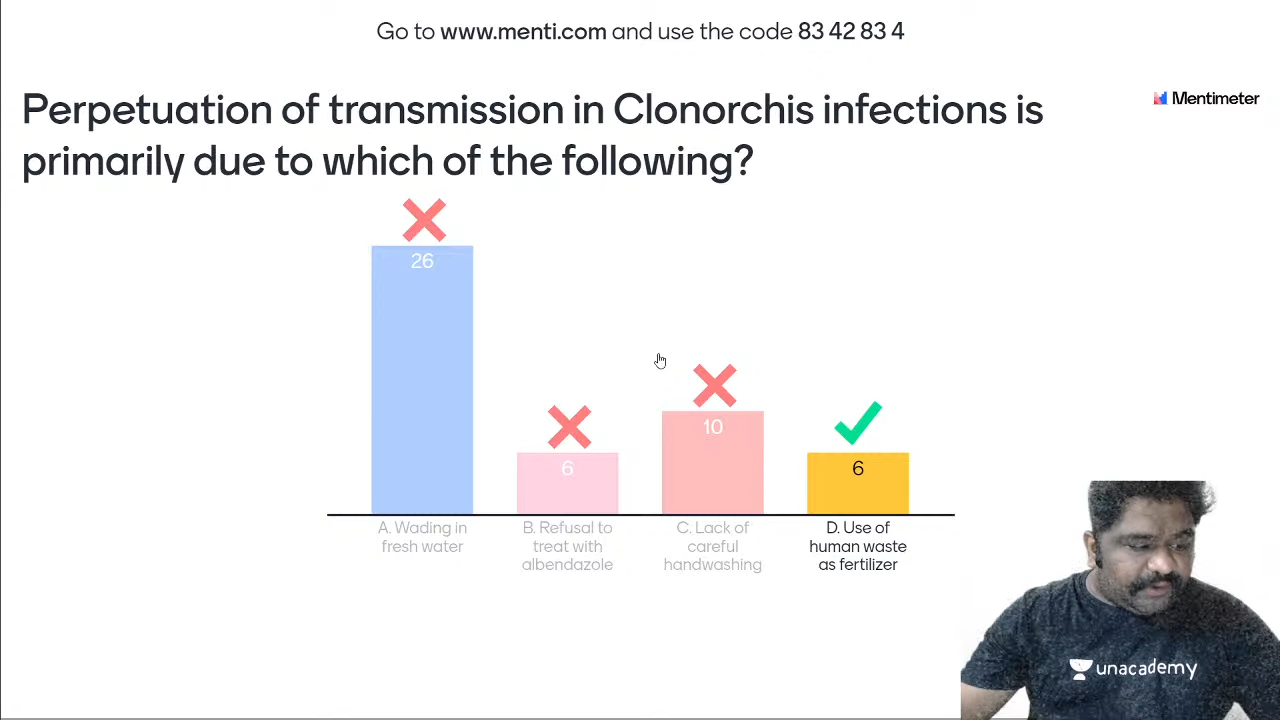 Go to www.menti.com and use the code 83 42 83 4
Mentimeter
Perpetuation of transmission in Clonorchis infections is
primarily due to which of the following?
26
6
10
6
A. Wading in
fresh water
B. Refusal to
treat with
albendazole
C. Lack of
careful
handwashing
D. Use of
human waste
as fertilizer
unacademy